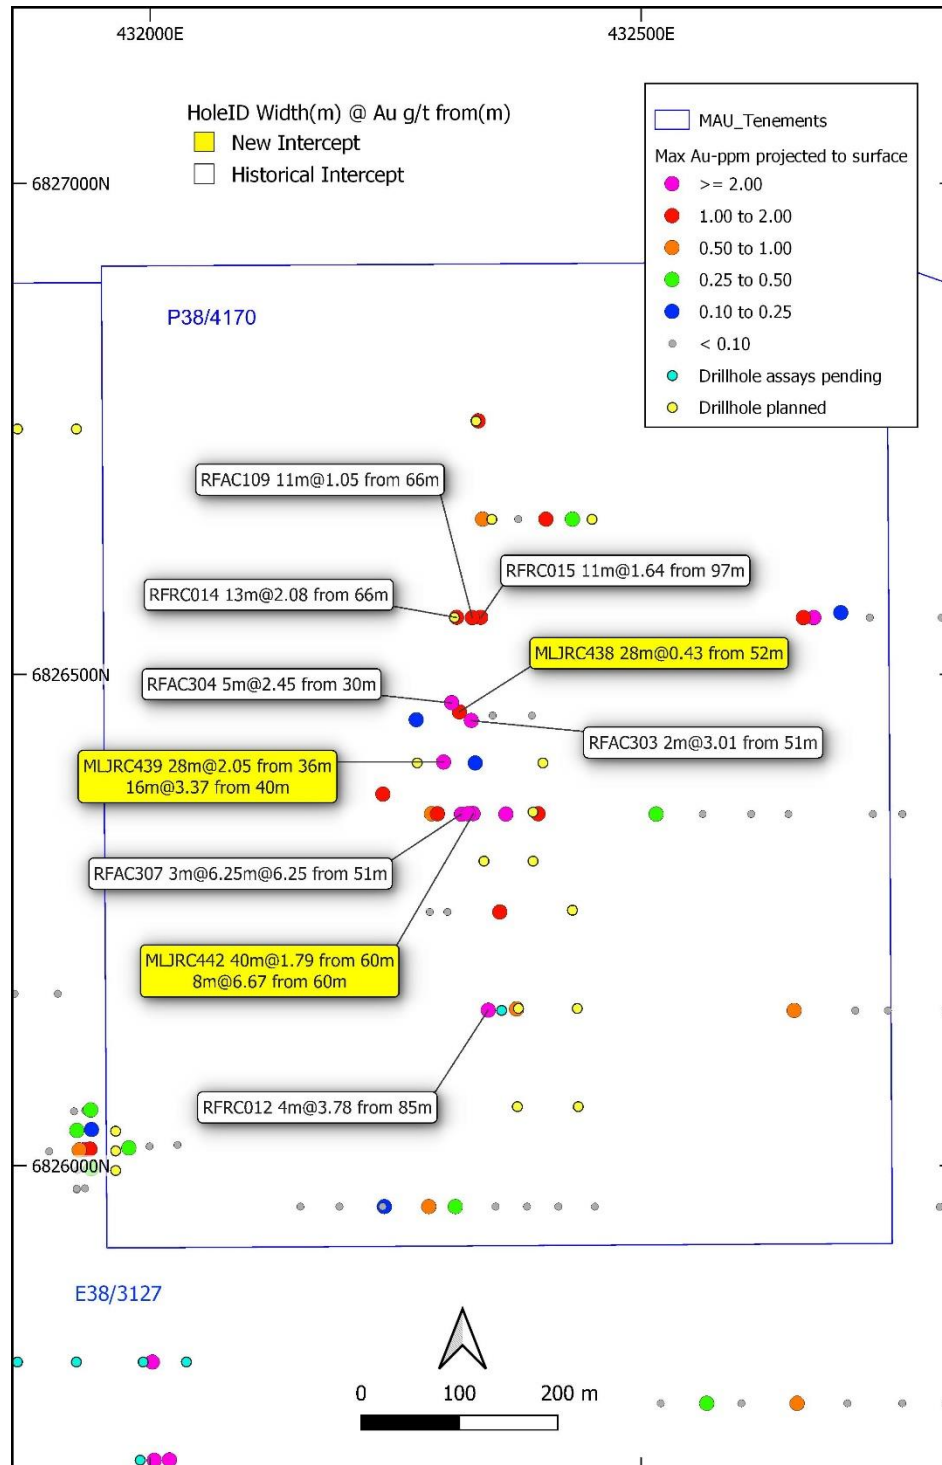 432000E
432500E
HoleID Width(m) @ Au g/t from(m)
New Intercept
Historical Intercept
MAU_Tenements
Max Au-ppm projected to surface
>= 2.00
1.00 to 2.00
0.50 to 1.00
0.25 to 0.50
0.10 to 0.25
< 0.10
Drillhole assays pending
Drillhole planned
6827000N
P38/4170
RFAC109 11m@1.05 from 66m
RFRC015 11m@1.64 from 97m
RFRC014 13m@2.08 from 66m
MLJRC438 28m@0.43 from 52m
6826500N
RFAC304 5m@2.45 from 30m
RFAC303 2m@3.01 from 51m
MLJRC439 28m@2.05 from 36m
16m@3.37 from 40m
RFAC307 3m@6.25m@6.25 from 51m
MLJRC442 40m@1.79 from 60m
8m@6.67 from 60m
RFRC012 4m@3.78 from 85m
6826000N
E38/3127
0 100 200 m